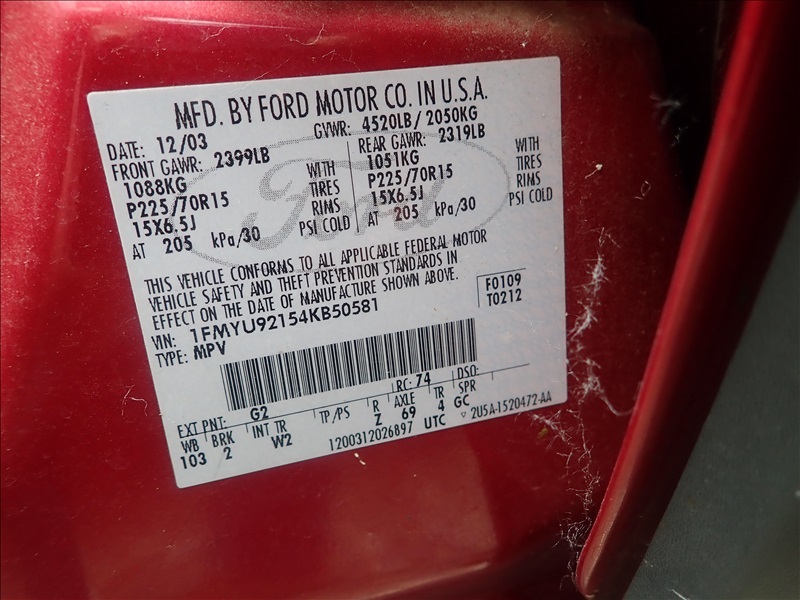 MFD. BY FORD MOTOR CO. IN U.S.A.
DATE: 12/03 GVWR: 4520LB/ 2050KG
FRONT GAWR: 2399LB REAR GAWR: 2319LB
1088KG WITH 1051KG WITH
P225/70R15 TIRES P225/70R15 TIRES
15X6.5J RIMS 15X6.5J RIMS
AT 205 kPa/30 PSI COLD AT 205 kPa/30 PSI COLD
Ford
THIS VEHICLE CONFORMS TO ALL APPLICABLE FEDERAL MOTOR
VEHICLE SAFETY AND THEFT PREVENTION STANDARDS IN
EFFECT ON THE DATE OF MANUFACTURE SHOWN ABOVE.
F0109
T0212
VIN: 1FMYU92154KB50581
TYPE: MPV
EXT PNT: G2 RC: 74 DSO:
WB BRK INT TR TP/PS R AXLE TR SPR
103 2 W2 Z 69 4 GC
1200312026897 UTC ▽ 2U5A-1520472-AA